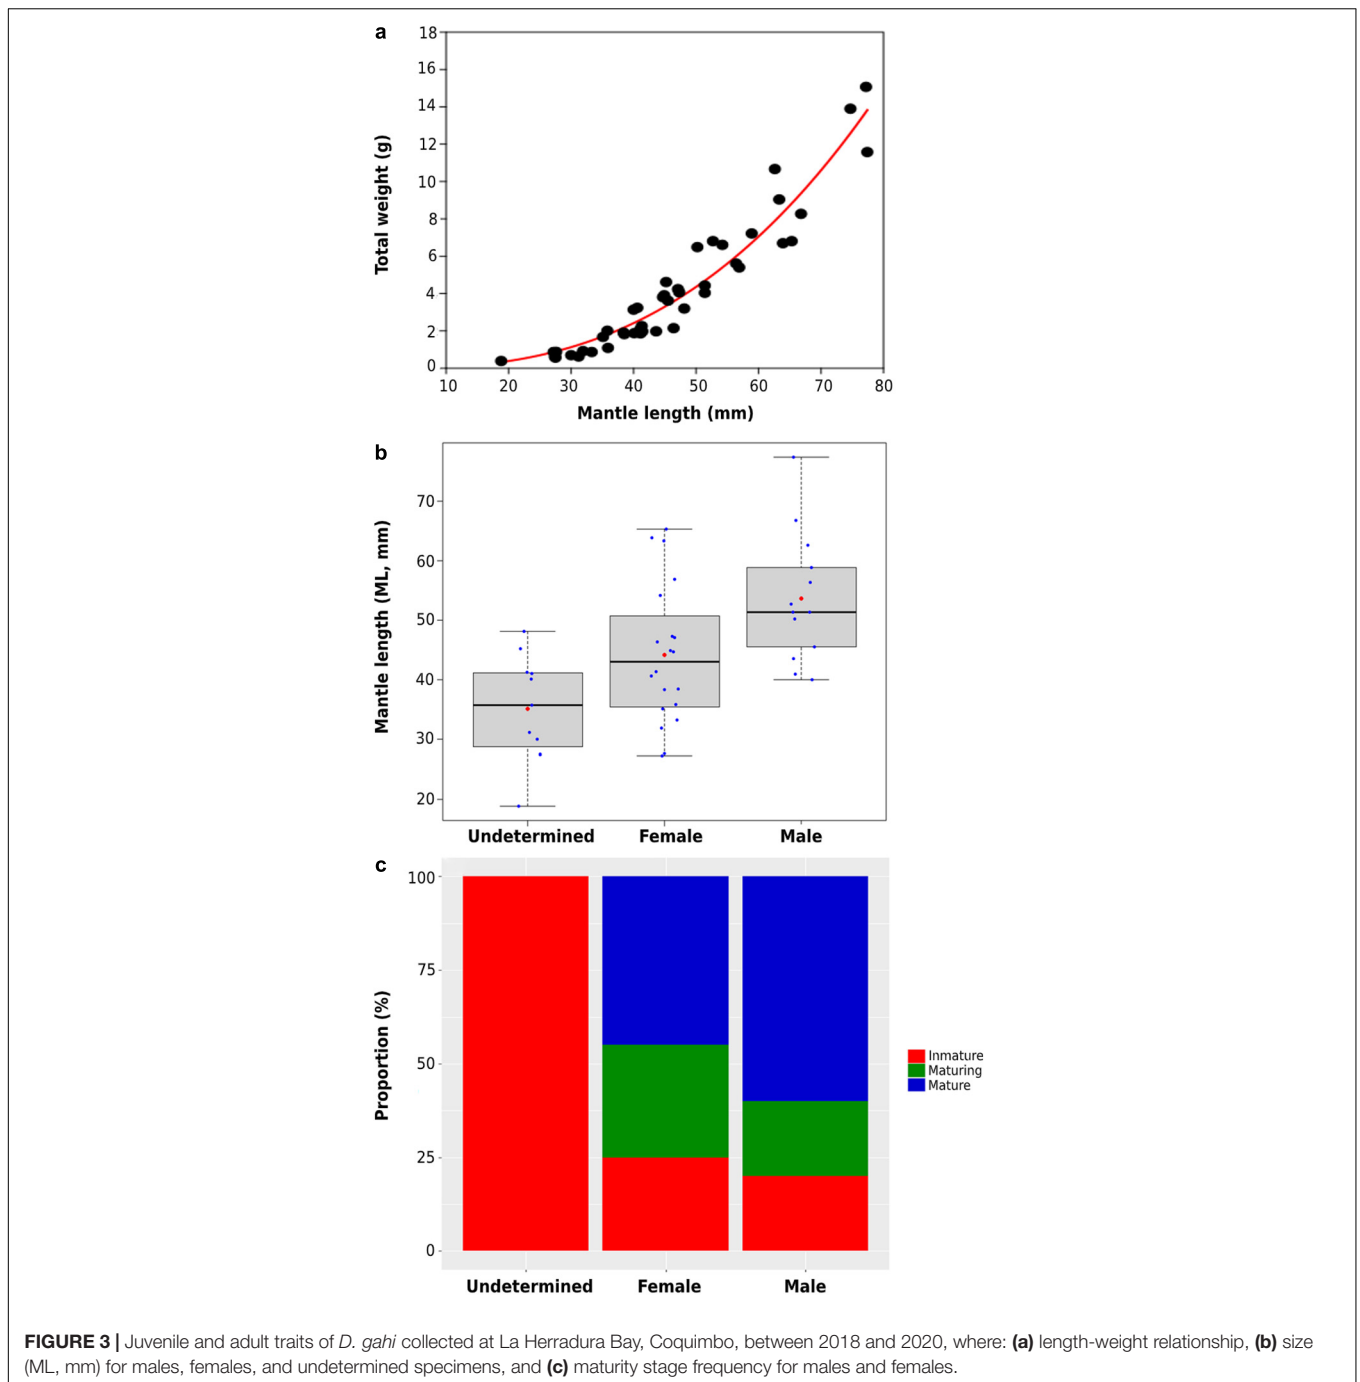 a
18
16
14
12
10
8
6
4
2
0
Total weight (g)
10 20 30 40 50 60 70 80
Mantle length (mm)
b
70
60
50
40
30
20
Mantle length (ML, mm)
Undetermined Female Male
c
100
75
50
25
0
Proportion (%)
Inmature
Maturing
Mature
Undetermined Female Male
FIGURE 3 | Juvenile and adult traits of D. gahi collected at La Herradura Bay, Coquimbo, between 2018 and 2020, where: (a) length-weight relationship, (b) size
(ML, mm) for males, females, and undetermined specimens, and (c) maturity stage frequency for males and females.